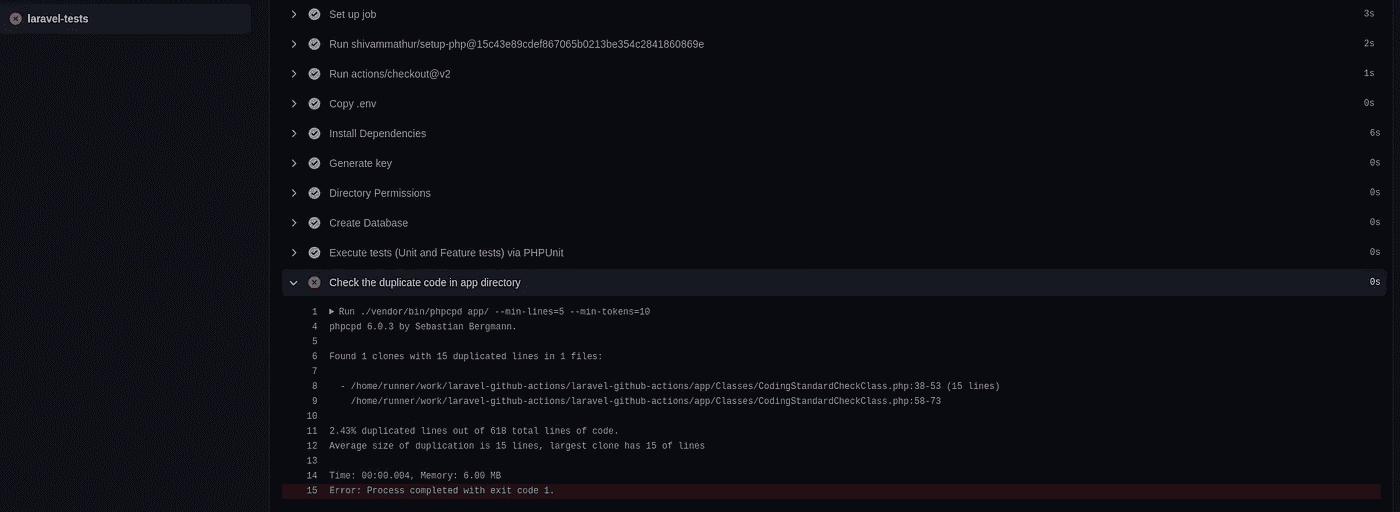 laravel-tests
Set up job 3s
Run shivammathur/setup-php@15c43e89cdef867065b0213be354c2841860869e 2s
Run actions/checkout@v2 1s
Copy .env 0s
Install Dependencies 6s
Generate key 0s
Directory Permissions 0s
Create Database 0s
Execute tests (Unit and Feature tests) via PHPUnit 0s
Check the duplicate code in app directory 0s
1 Run ./vendor/bin/phpcpd app/ --min-lines=5 --min-tokens=10
4 phpcpd 6.0.3 by Sebastian Bergmann.
5
6 Found 1 clones with 15 duplicated lines in 1 files:
7
8 - /home/runner/work/laravel-github-actions/laravel-github-actions/app/Classes/CodingStandardCheckClass.php:38-53 (15 lines)
9 /home/runner/work/laravel-github-actions/laravel-github-actions/app/Classes/CodingStandardCheckClass.php:58-73
10
11 2.43% duplicated lines out of 618 total lines of code.
12 Average size of duplication is 15 lines, largest clone has 15 of lines
13
14 Time: 00:00.004, Memory: 6.00 MB
15 Error: Process completed with exit code 1.